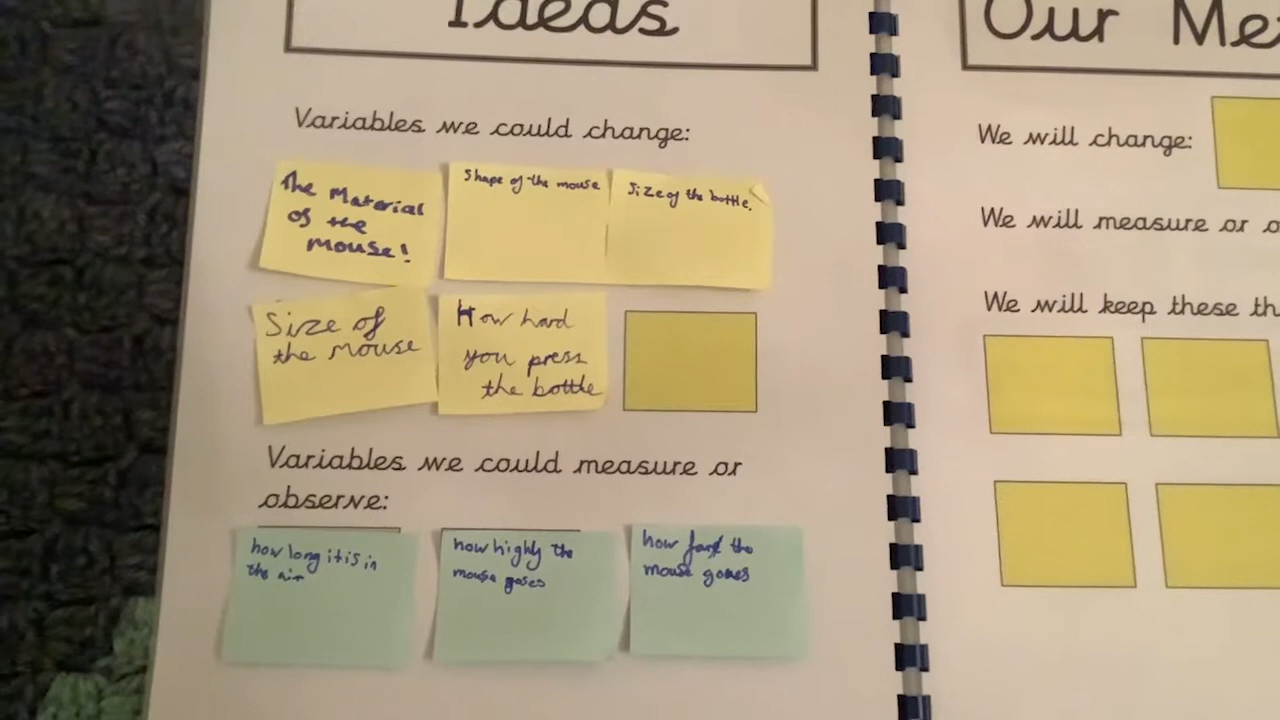 Ideas
Variables we could change:
The Material
of the
Mouse!
Shape of the mouse
Size of the bottle.
Size of
the mouse
How hard
you press
the bottle
Variables we could measure or
observe:
how long it is in
the air
how highly the
mouse goses
how far the
mouse goes
Our Me
We will change:
We will measure or o
We will keep these th